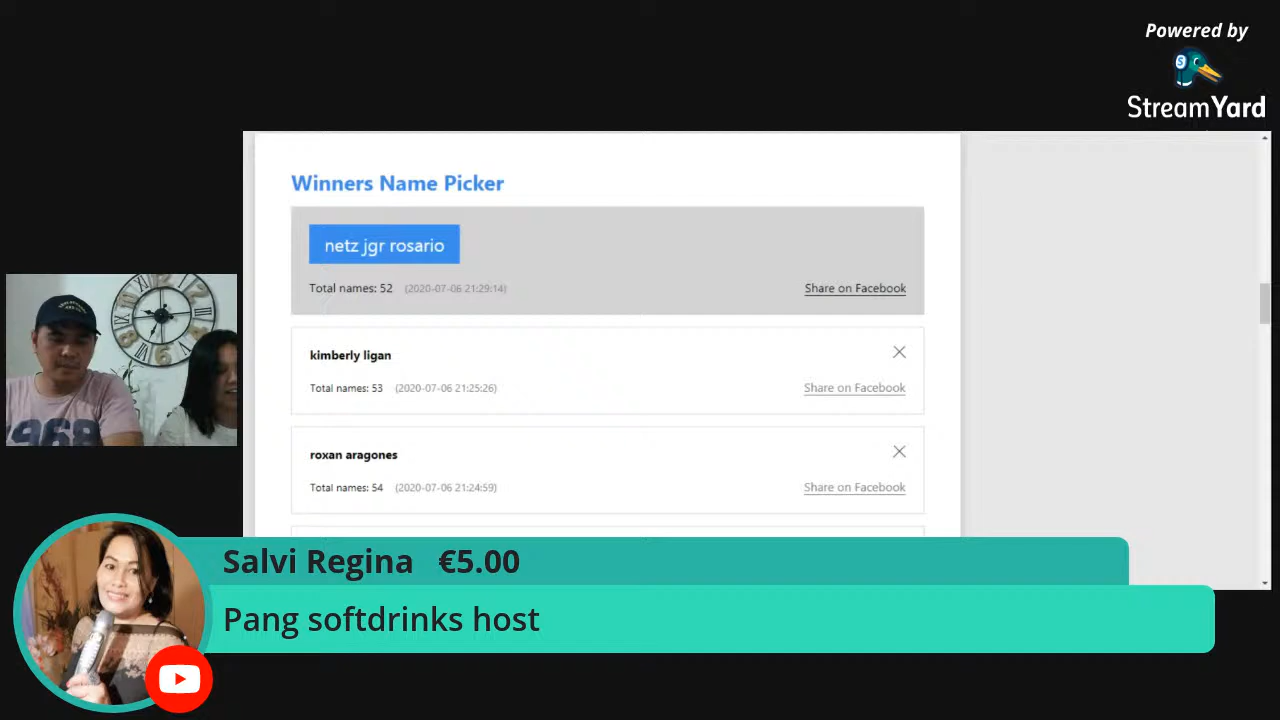 Powered by
StreamYard
Winners Name Picker
netz jgr rosario
Total names: 52 (2020-07-06 21:29:14) Share on Facebook
kimberly ligan
Total names: 53 (2020-07-06 21:25:26) Share on Facebook
roxan aragones
Total names: 54 (2020-07-06 21:24:59) Share on Facebook
1968
Salvi Regina €5.00
Pang softdrinks host